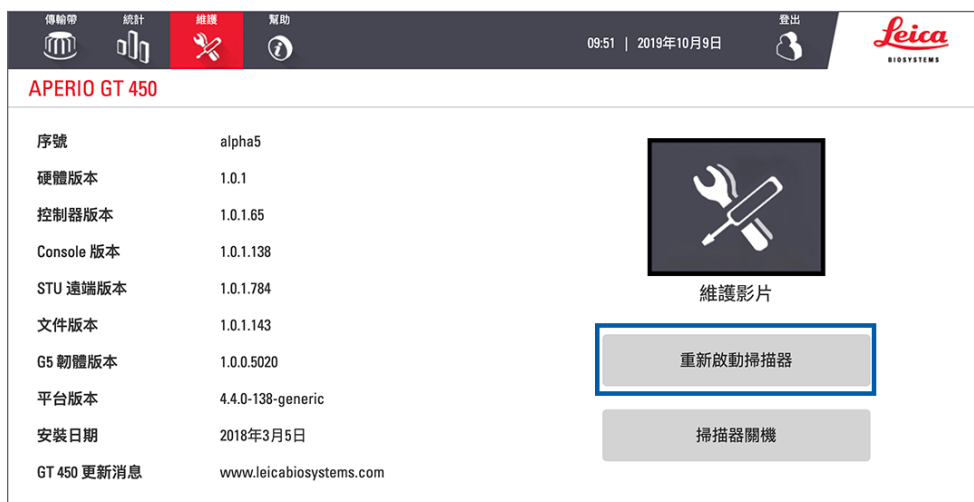 傳輸帶 統計 維護 幫助 登出
09:51 | 2019年10月9日
Leica
BIOSYSTEMS
APERIO GT 450
序號 alpha5
硬體版本 1.0.1
控制器版本 1.0.1.65
Console 版本 1.0.1.138
STU 遠端版本 1.0.1.784
文件版本 1.0.1.143
G5 韌體版本 1.0.0.5020
平台版本 4.4.0-138-generic
安裝日期 2018年3月5日
GT 450 更新消息 www.leicabiosystems.com
維護影片
重新啟動掃描器
掃描器關機